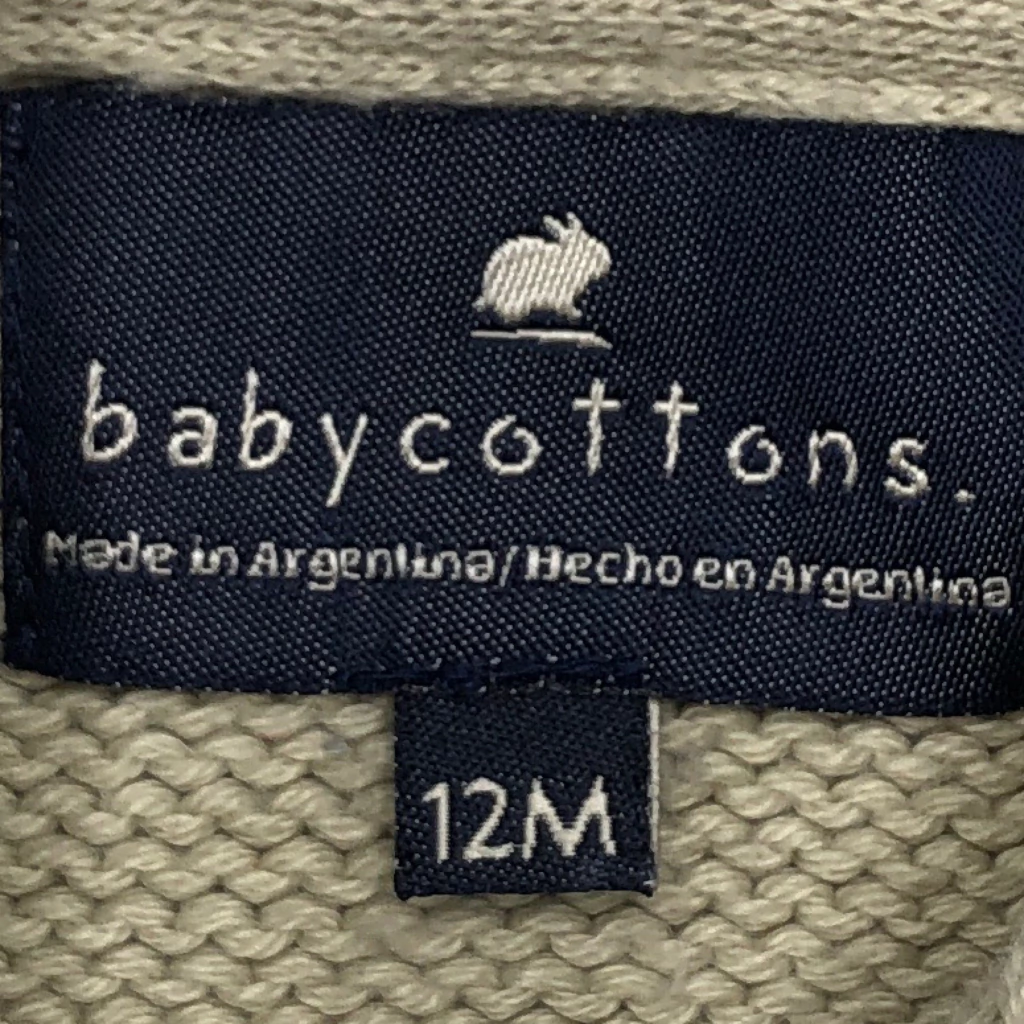 babycottons.
Made in Argentina/Hecho en Argentina
12M